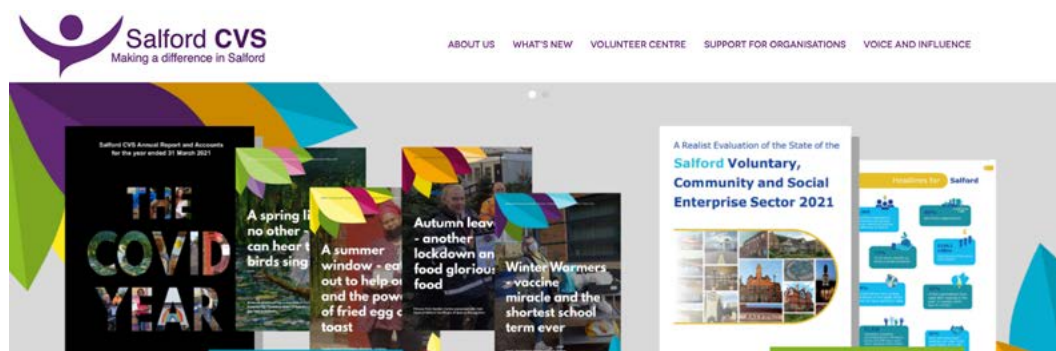 Salford CVS
Making a difference in Salford
ABOUT US WHAT'S NEW VOLUNTEER CENTRE SUPPORT FOR ORGANISATIONS VOICE AND INFLUENCE
Salford CVS Annual Report and Accounts
for the year ended 31 March 2021
THE
COVID
YEAR
A spring li
no other -
can hear t
birds sing
A summer
window - ea
out to help ou
and the powe
of fried egg o
toast
Autumn leav
- another
lockdown an
food glorious
food
Winter Warmers
- vaccine
miracle and the
shortest school
term ever
A Realist Evaluation of the State of the
Salford Voluntary,
Community and Social
Enterprise Sector 2021
Headlines for Salford